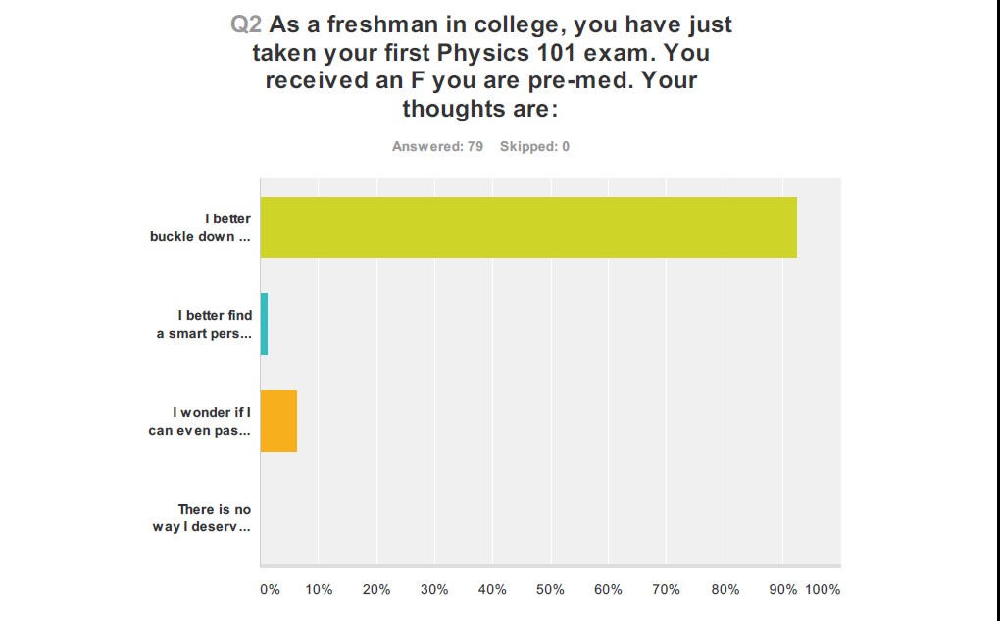 Q2 As a freshman in college, you have just
taken your first Physics 101 exam. You
received an F you are pre-med. Your
thoughts are:
Answered: 79 Skipped: 0
I better
buckle down ...
I better find
a smart pers...
I wonder if I
can even pas...
There is no
way I deserv...
0% 10% 20% 30% 40% 50% 60% 70% 80% 90% 100%